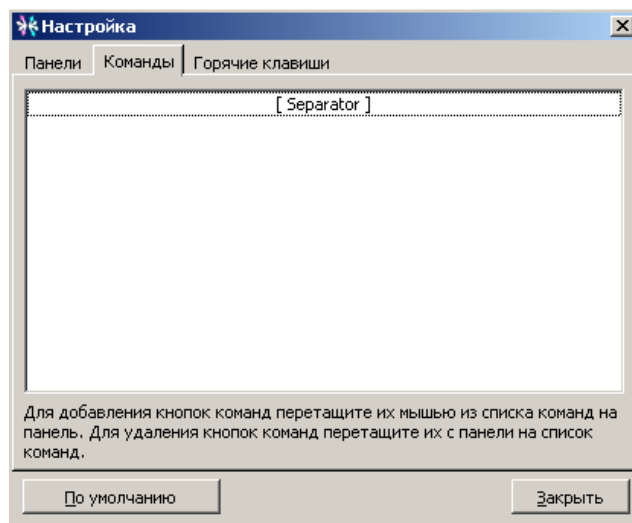 Настройка
Панели Команды Горячие клавиши
[ Separator ]
Для добавления кнопок команд перетащите их мышью из списка команд на
панель. Для удаления кнопок команд перетащите их с панели на список
команд.
По умолчанию Закрыть